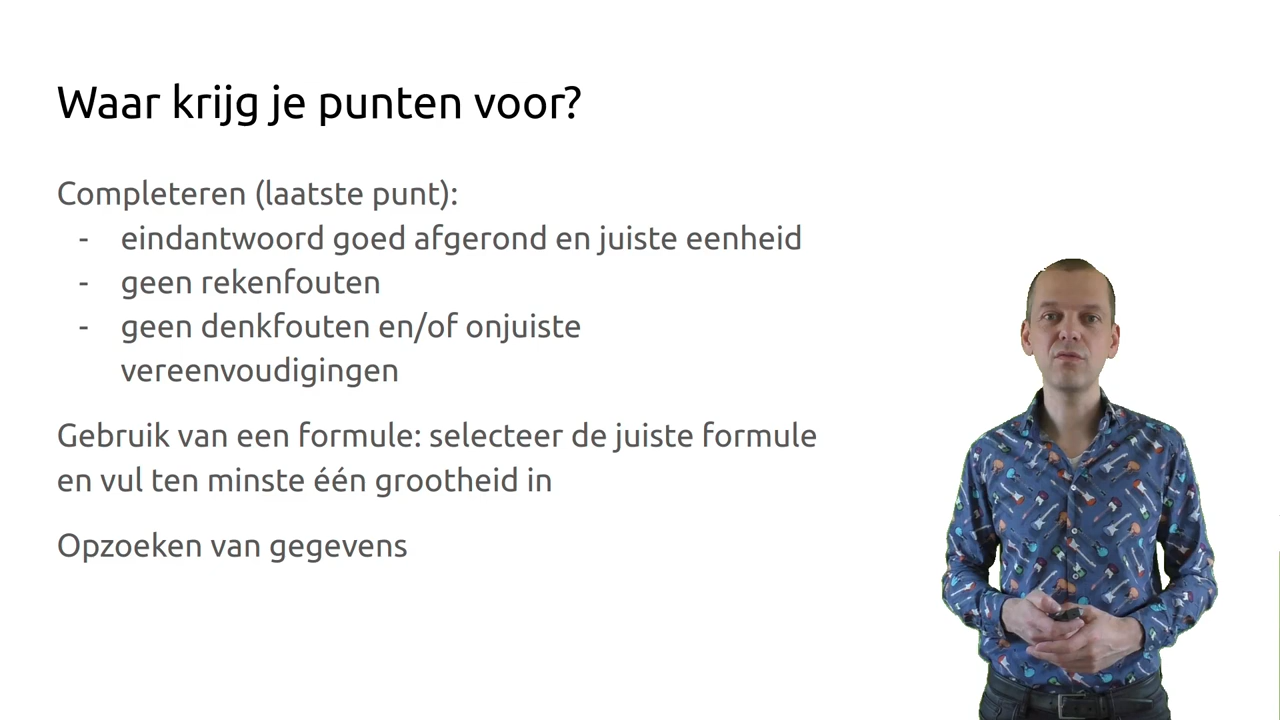 Waar krijg je punten voor?
Completeren (laatste punt):
- eindantwoord goed afgerond en juiste eenheid
- geen rekenfouten
- geen denkfouten en/of onjuiste
vereenvoudigingen
Gebruik van een formule: selecteer de juiste formule
en vul ten minste één grootheid in
Opzoeken van gegevens